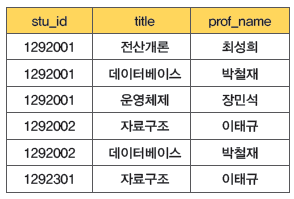 stu_id title prof_name
1292001 전산개론 최성희
1292001 데이터베이스 박철재
1292001 운영체제 장민석
1292002 자료구조 이태규
1292002 데이터베이스 박철재
1292301 자료구조 이태규